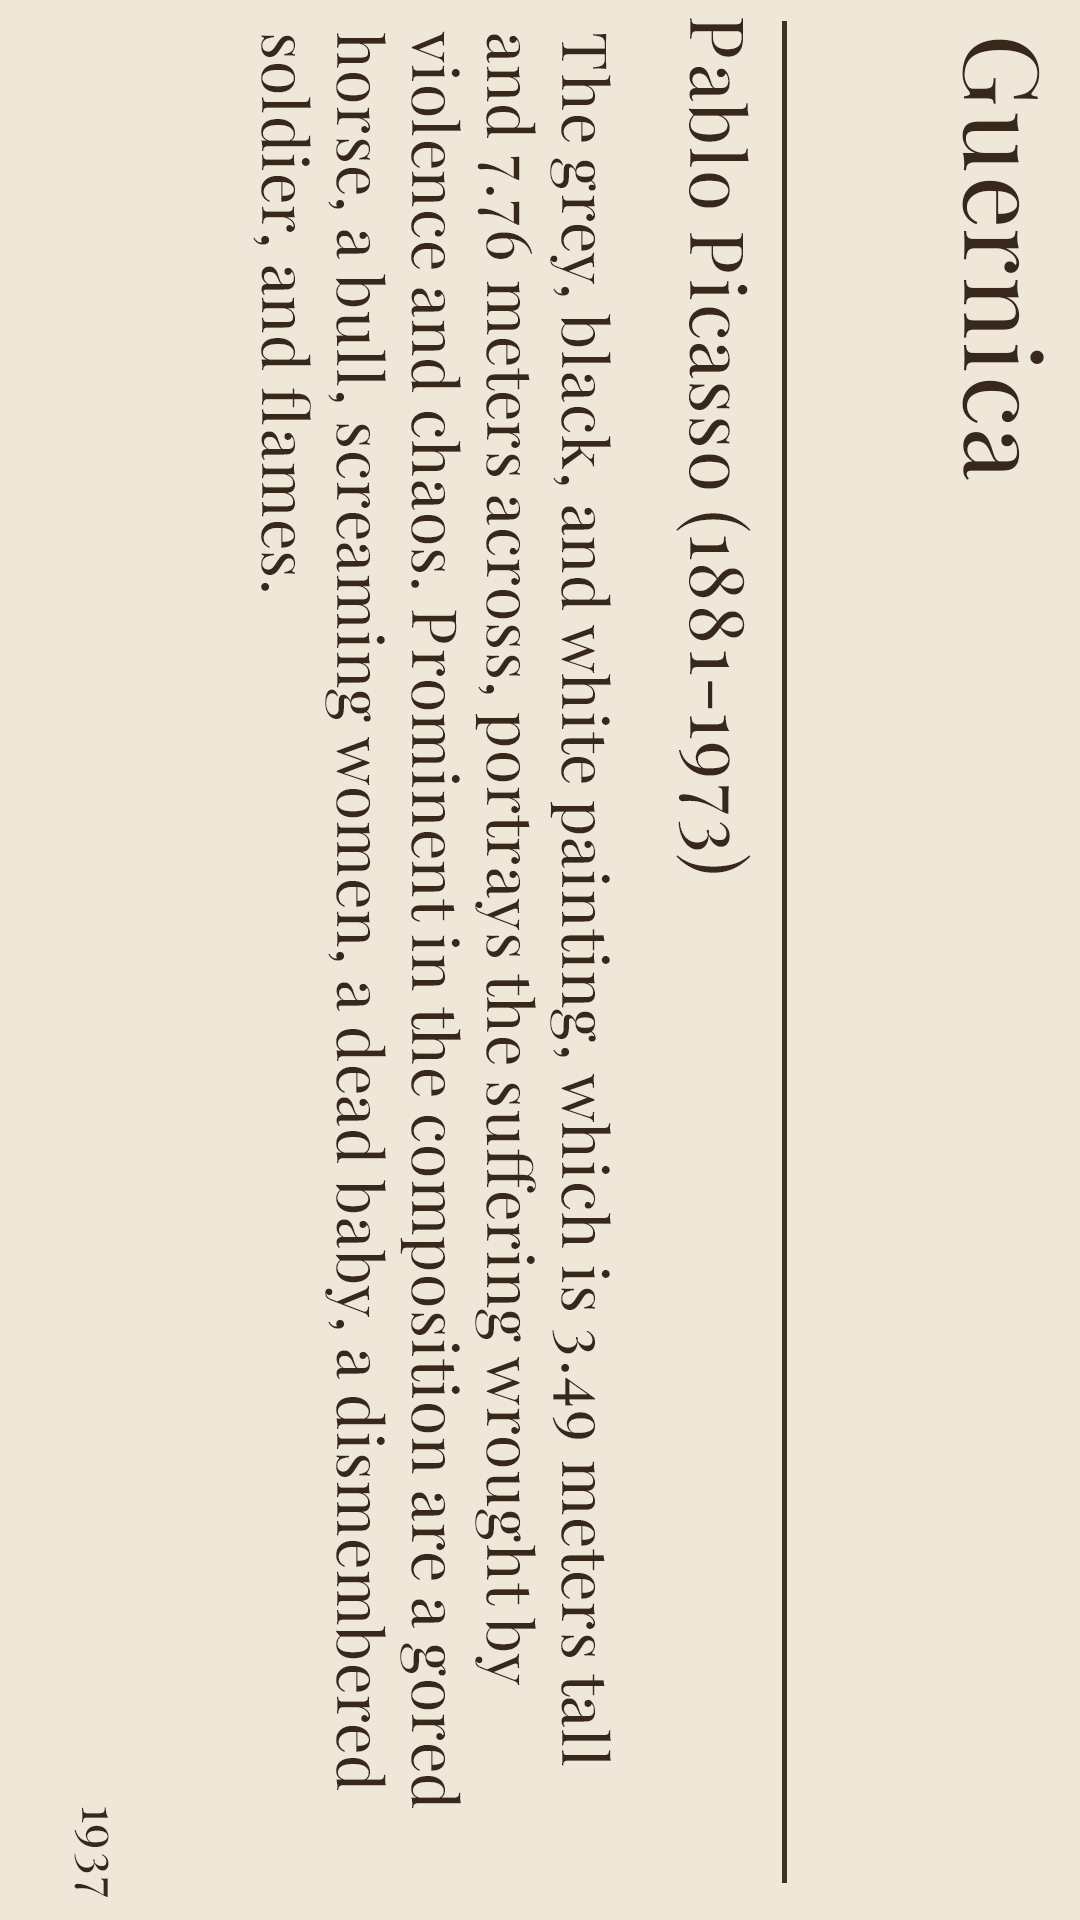 Guernica
Pablo Picasso (1881–1973)
The grey, black, and white painting, which is 3.49 meters tall
and 7.76 meters across, portrays the suffering wrought by
violence and chaos. Prominent in the composition are a gored
horse, a bull, screaming women, a dead baby, a dismembered
soldier, and flames.
1937